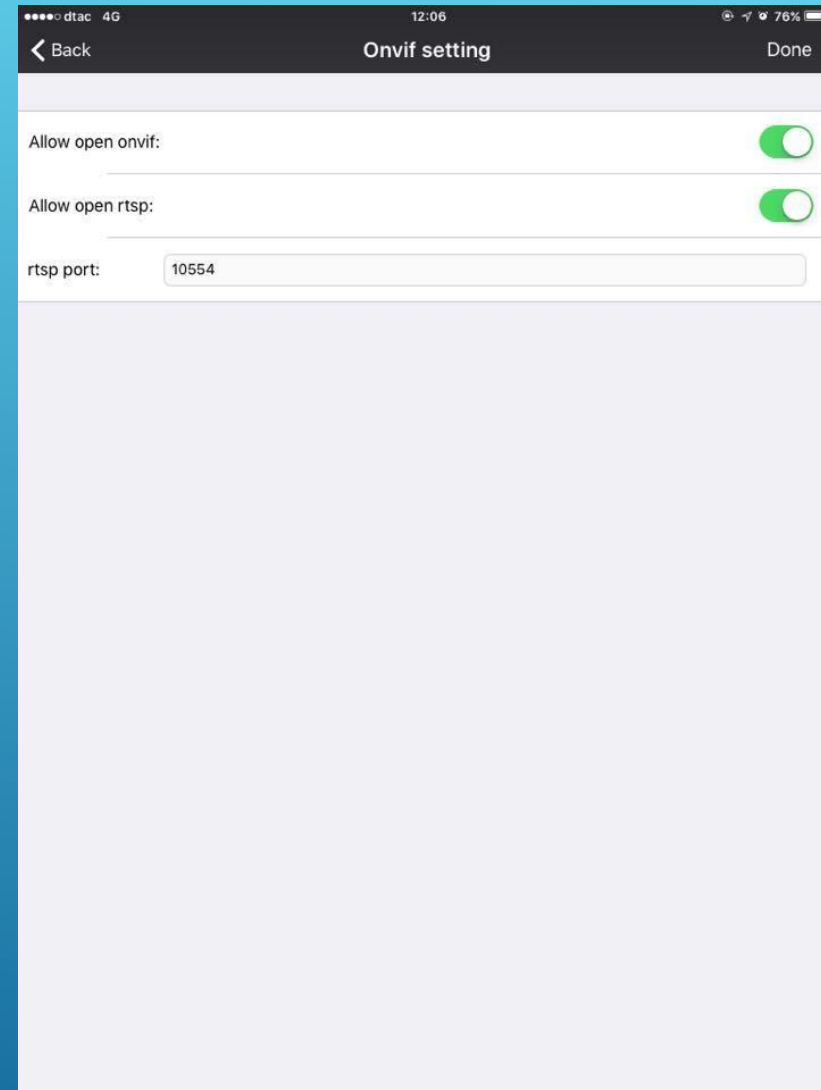 dtac 4G 12:06 76%
Back Onvif setting Done
Allow open onvif:
Allow open rtsp:
rtsp port: 10554